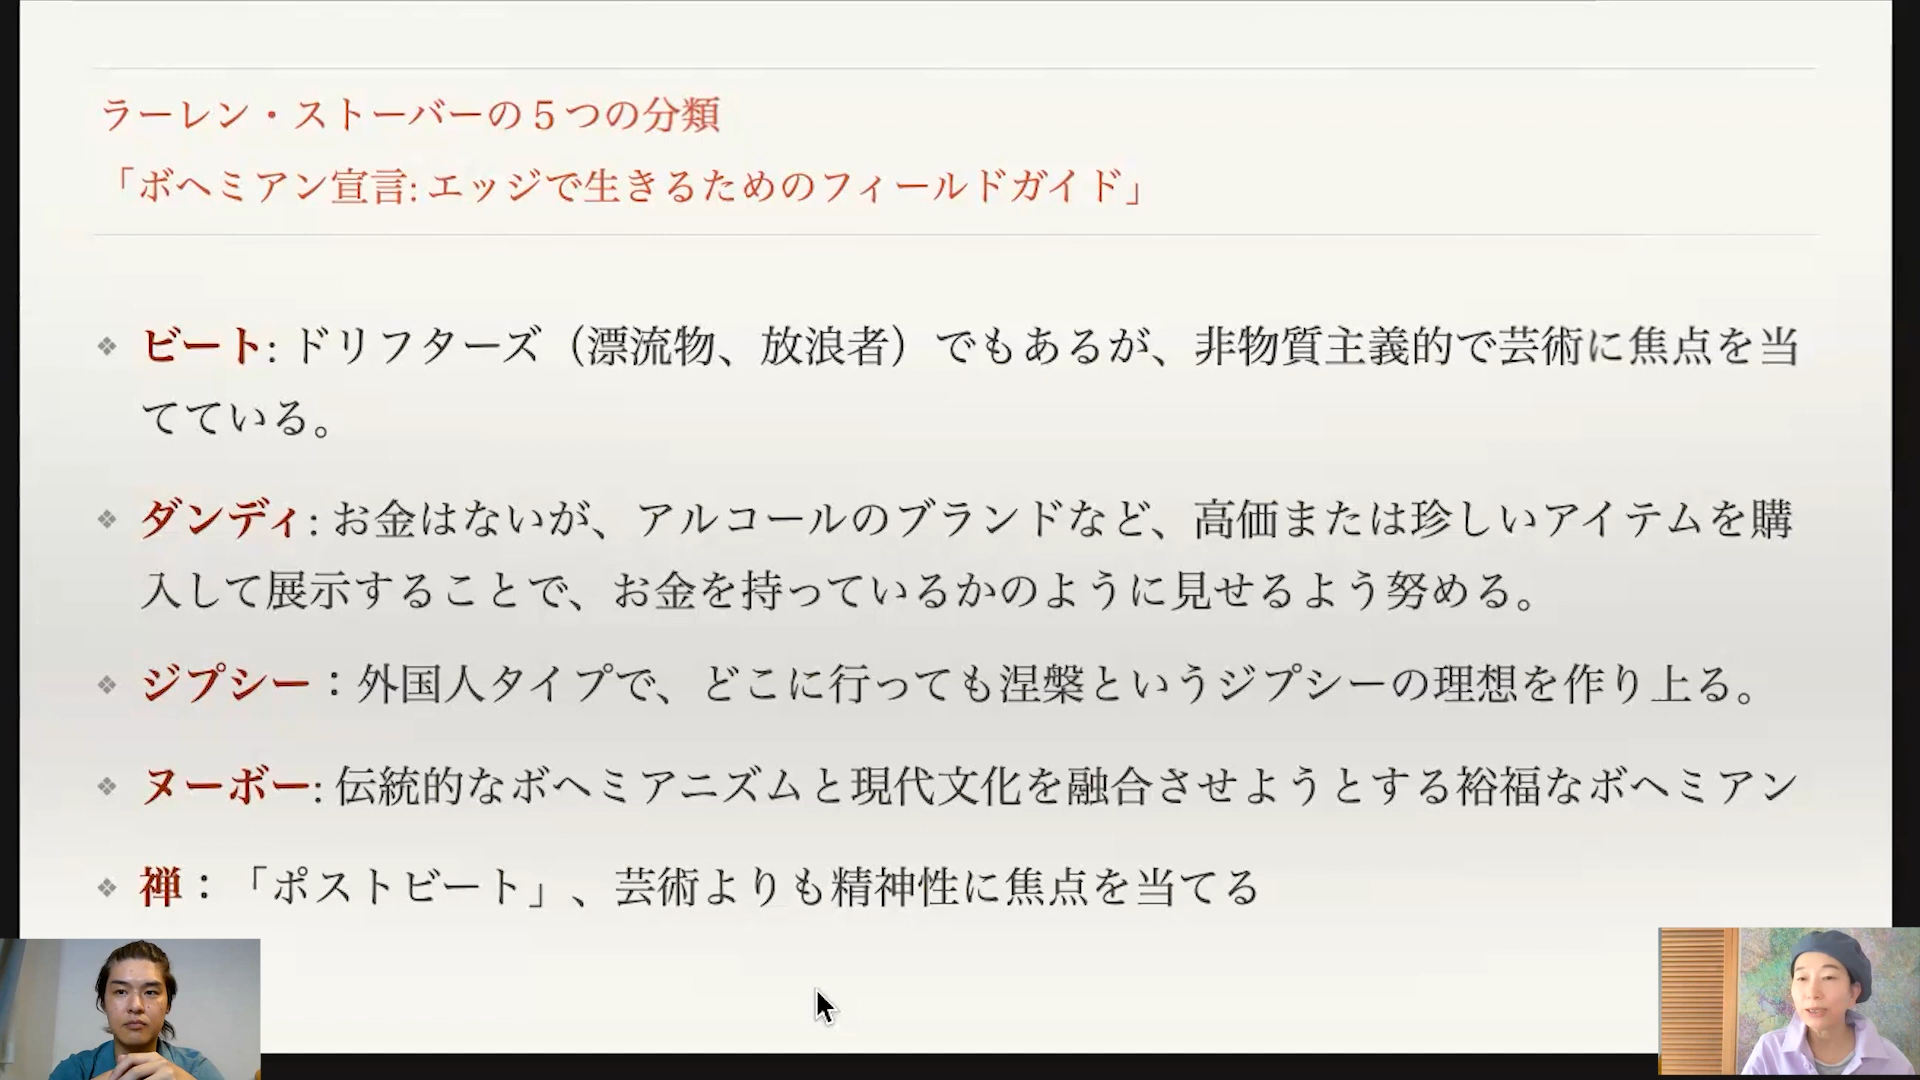 ラーレン・ストーバーの５つの分類
「ボヘミアン宣言: エッジで生きるためのフィールドガイド」
ビート: ドリフターズ（漂流物、放浪者）でもあるが、非物質主義的で芸術に焦点を当
てている。
ダンディ: お金はないが、アルコールのブランドなど、高価または珍しいアイテムを購
入して展示することで、お金を持っているかのように見せるよう努める。
ジプシー：外国人タイプで、どこに行っても涅槃というジプシーの理想を作り上る。
ヌーボー: 伝統的なボヘミアニズムと現代文化を融合させようとする裕福なボヘミアン
禅：「ポストビート」、芸術よりも精神性に焦点を当てる